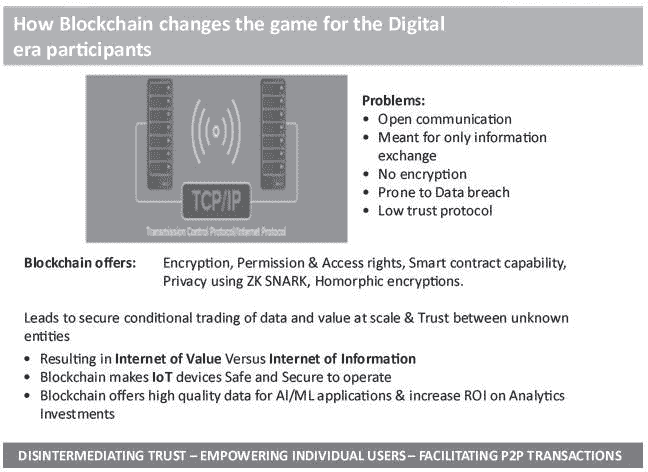 How Blockchain changes the game for the Digital
era participants
TCP/IP
Transmission Control Protocol/Internet Protocol
Problems:
• Open communication
• Meant for only information
exchange
• No encryption
• Prone to Data breach
• Low trust protocol
Blockchain offers: Encryption, Permission & Access rights, Smart contract capability,
Privacy using ZK SNARK, Homorphic encryptions.
Leads to secure conditional trading of data and value at scale & Trust between unknown
entities
• Resulting in Internet of Value Versus Internet of Information
• Blockchain makes IoT devices Safe and Secure to operate
• Blockchain offers high quality data for AI/ML applications & increase ROI on Analytics
Investments
DISINTERMEDIATING TRUST – EMPOWERING INDIVIDUAL USERS – FACILITATING P2P TRANSACTIONS